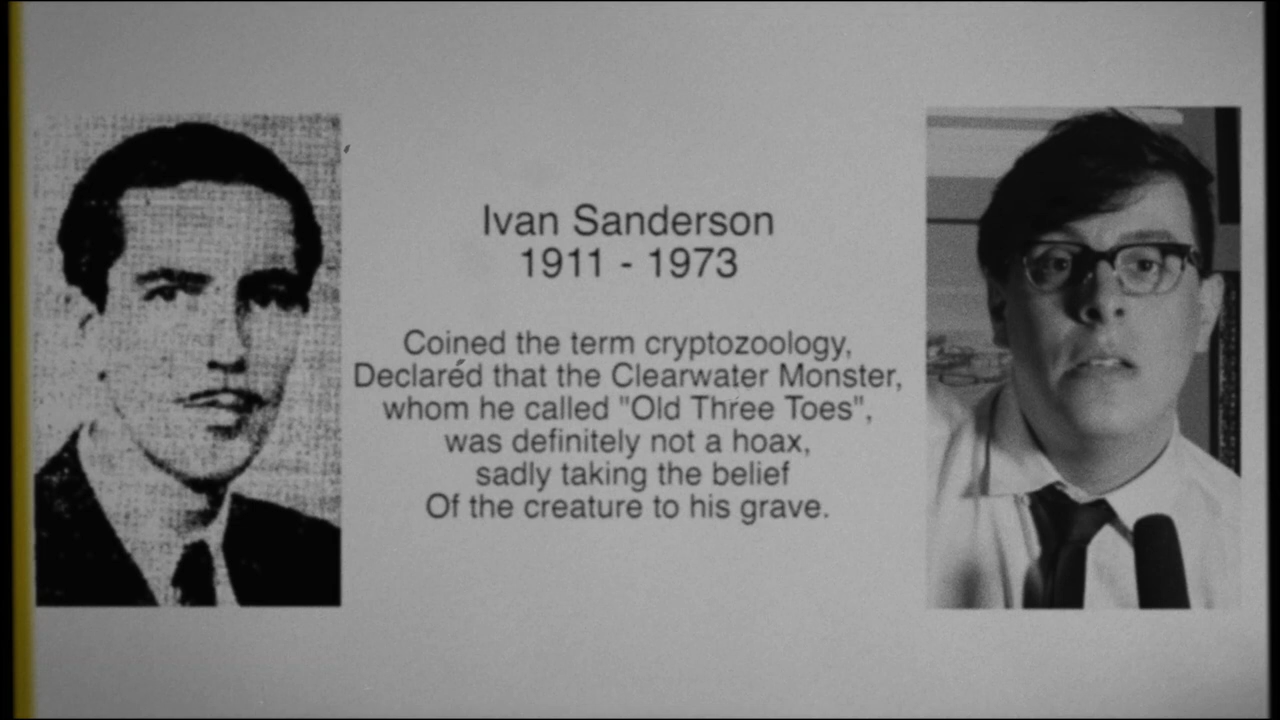 Ivan Sanderson
1911 - 1973
Coined the term cryptozoology,
Declared that the Clearwater Monster,
whom he called "Old Three Toes",
was definitely not a hoax,
sadly taking the belief
Of the creature to his grave.